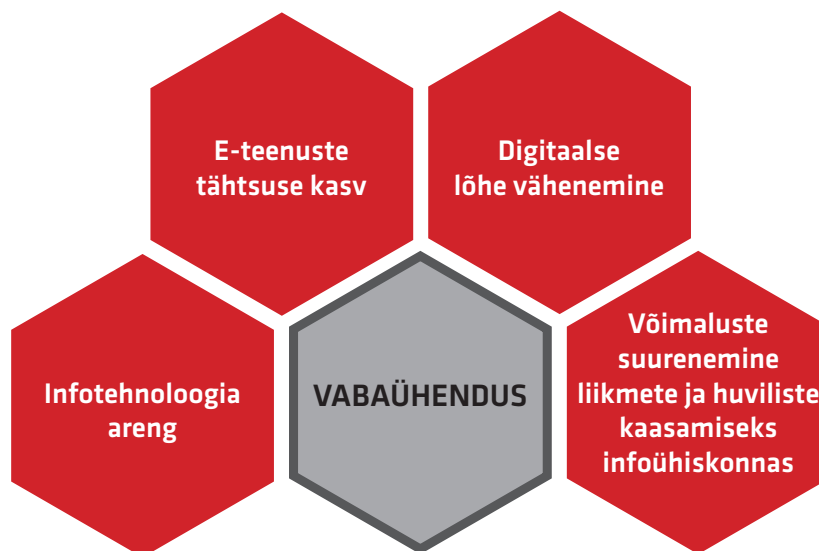 E-teenuste
tähtsuse kasv
Digitaalse
lõhe vähenemine
Infotehnoloogia
areng
VABAÜHENDUS
Võimaluste
suurenemine
liikmete ja huviliste
kaasamiseks
infoühiskonnas